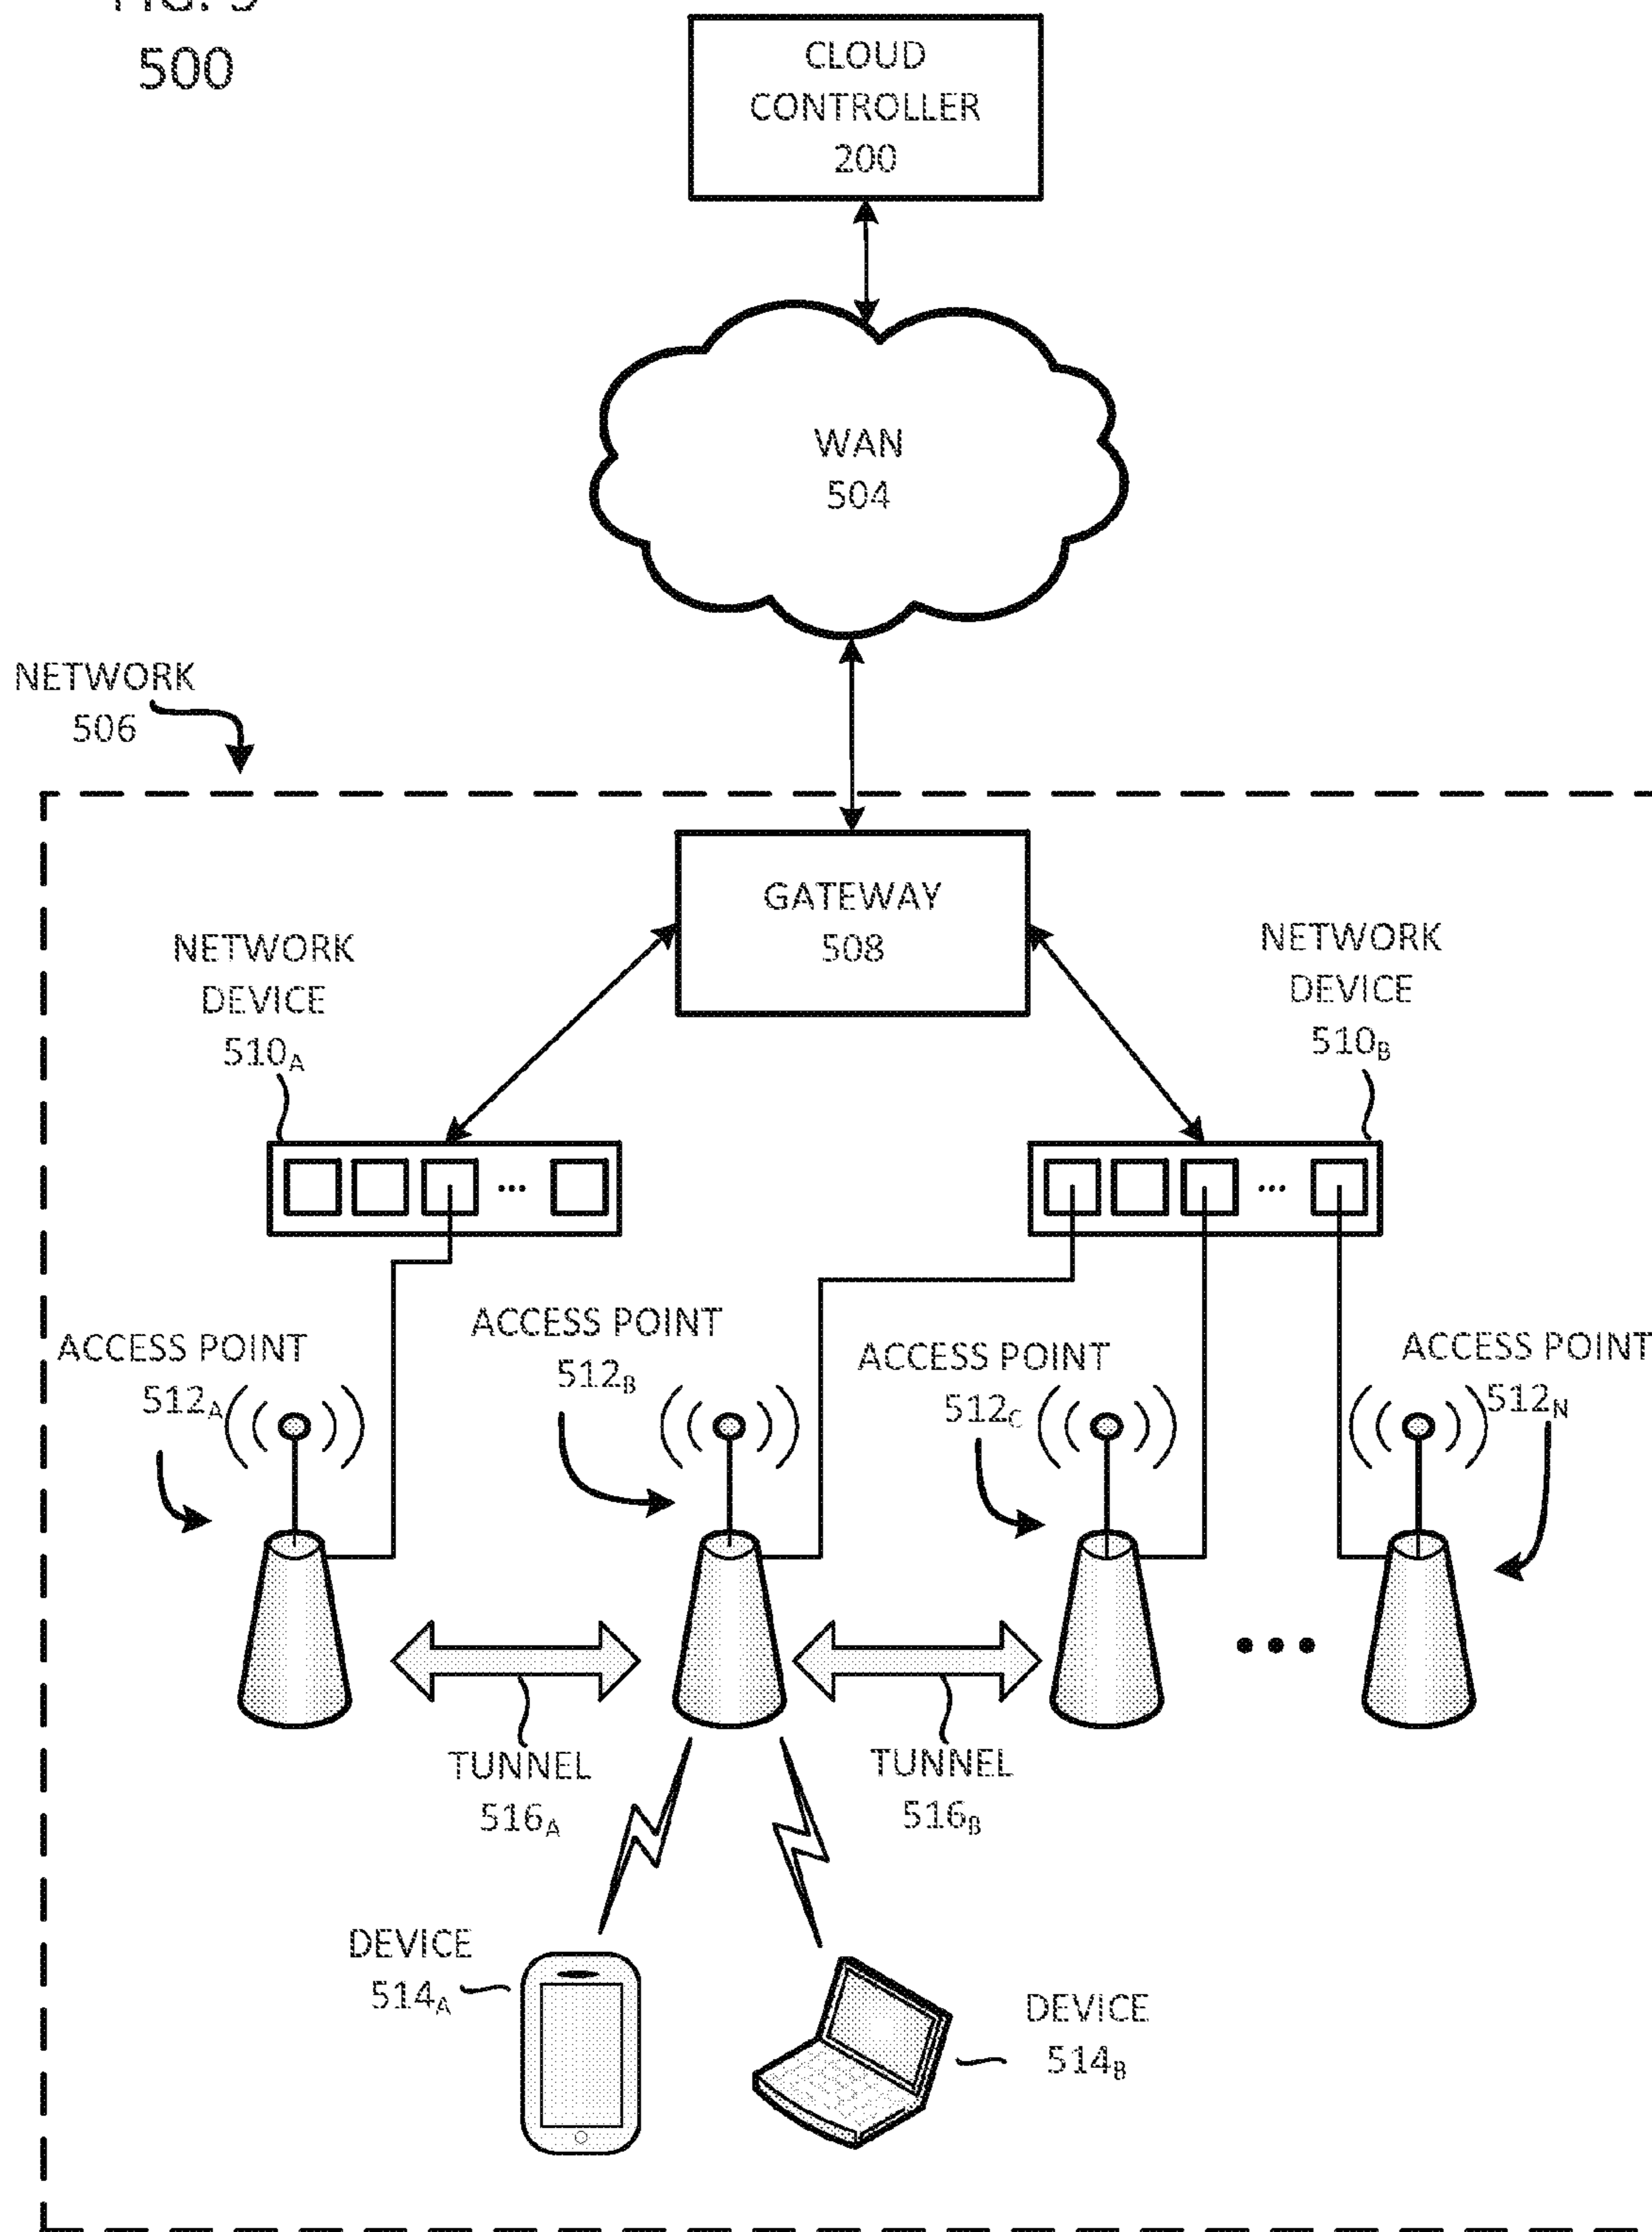 500
CLOUD
CONTROLLER
200
WAN
504
NETWORK
506
GATEWAY
508
NETWORK
DEVICE
510A
NETWORK
DEVICE
510B
...
...
ACCESS POINT
512A
ACCESS POINT
512B
ACCESS POINT
512C
ACCESS POINT
512N
TUNNEL
516A
TUNNEL
516B
DEVICE
514A
DEVICE
514B